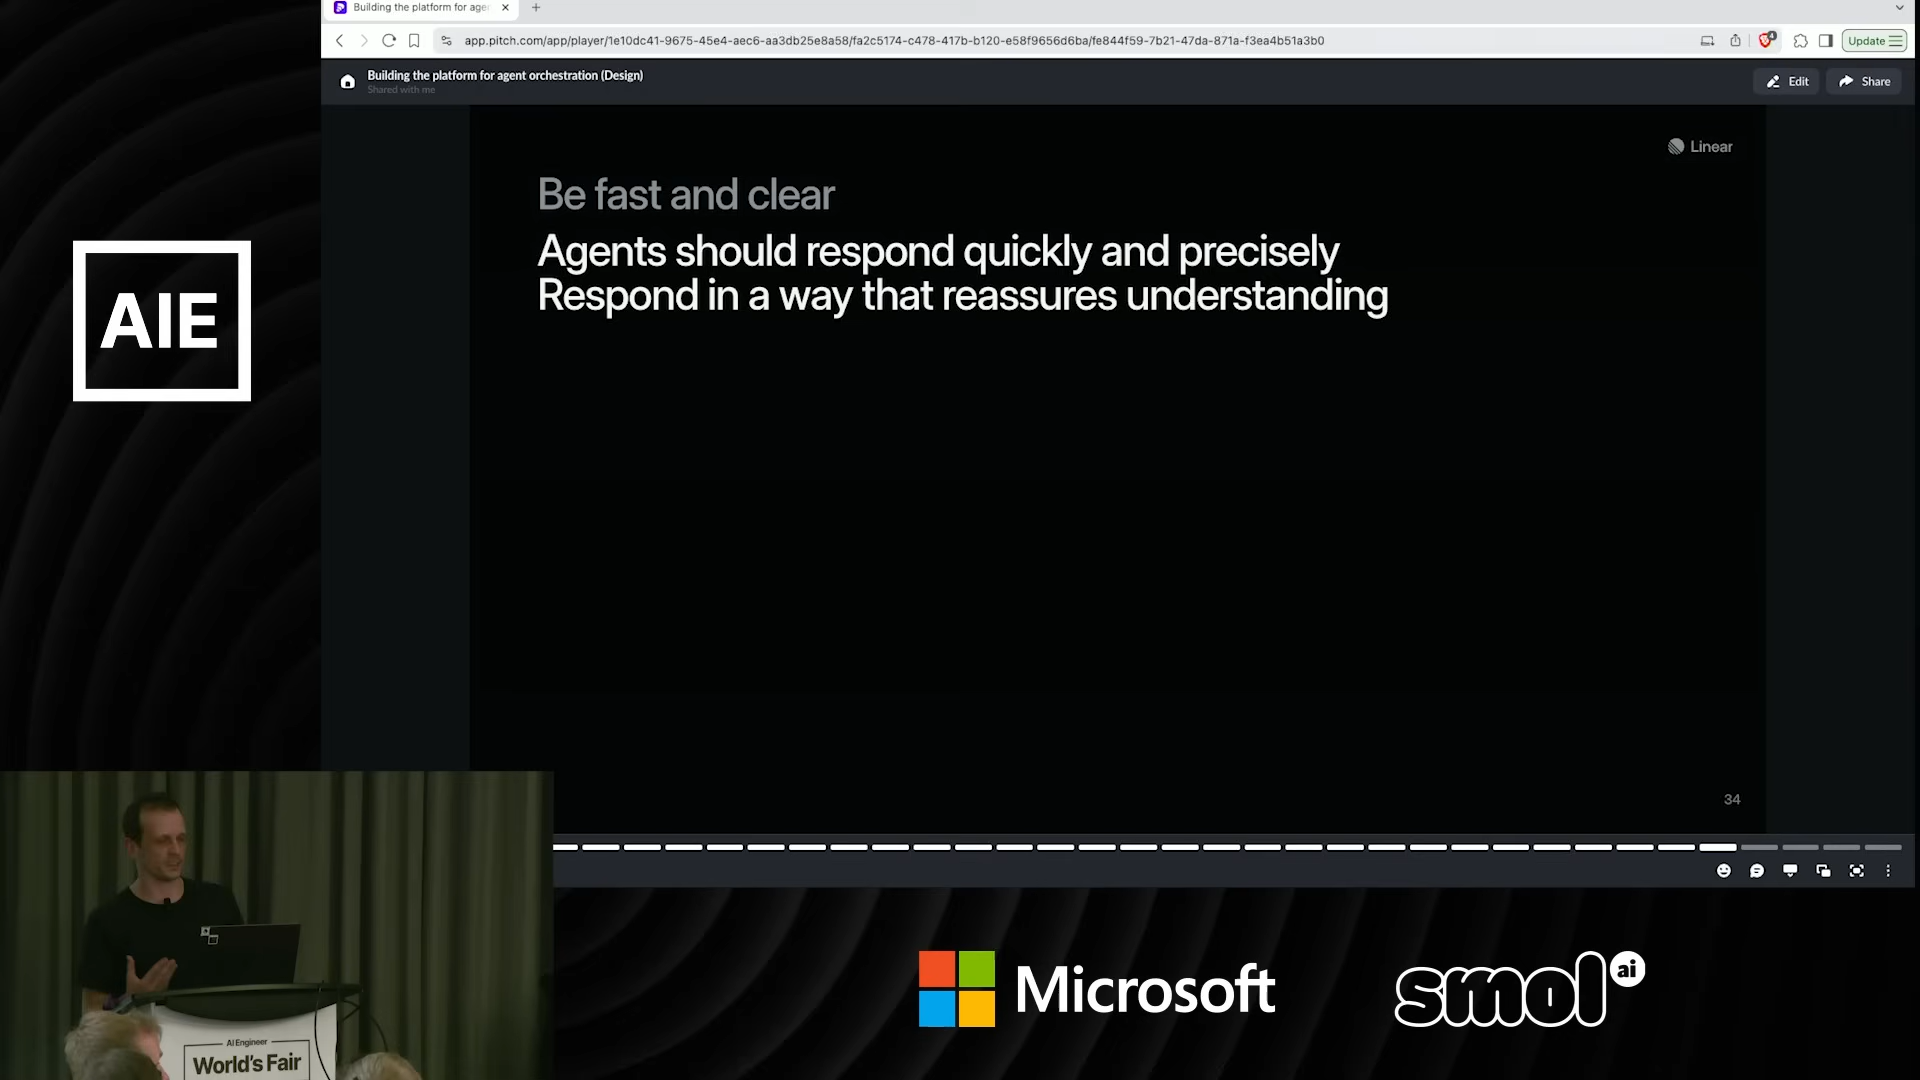 Building the platform for age
app.pitch.com/app/player/1e10dc41-9675-45e4-aec6-aa3db25e8a58/fa2c5174-c478-417b-b120-e58f9656d6ba/fe844f59-7b21-47da-871a-f3ea4b51a3b0
4
Update
Building the platform for agent orchestration (Design)
Shared with me
Edit
Share
Linear
Be fast and clear
Agents should respond quickly and precisely
Respond in a way that reassures understanding
AIE
34
Microsoft
smol ai
AI Engineer
World's Fair